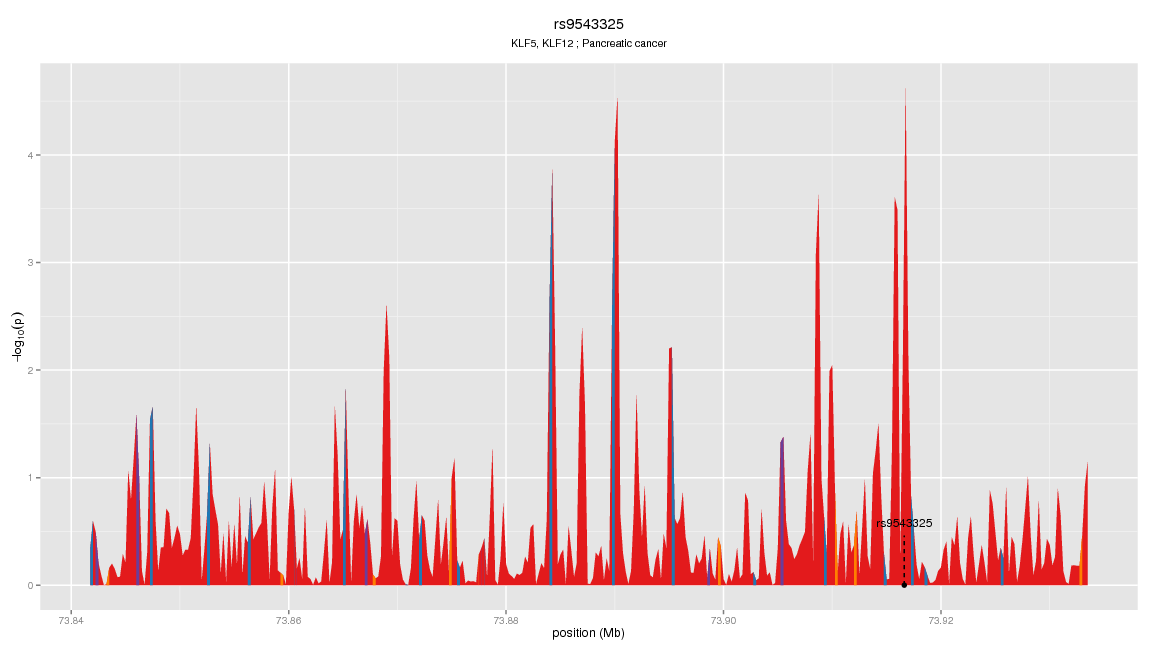 rs9543325
KLF5, KLF12 ; Pancreatic cancer
−log10(p)
4
3
2
1
0
rs9543325
73.84
73.86
73.88
73.90
73.92
position (Mb)